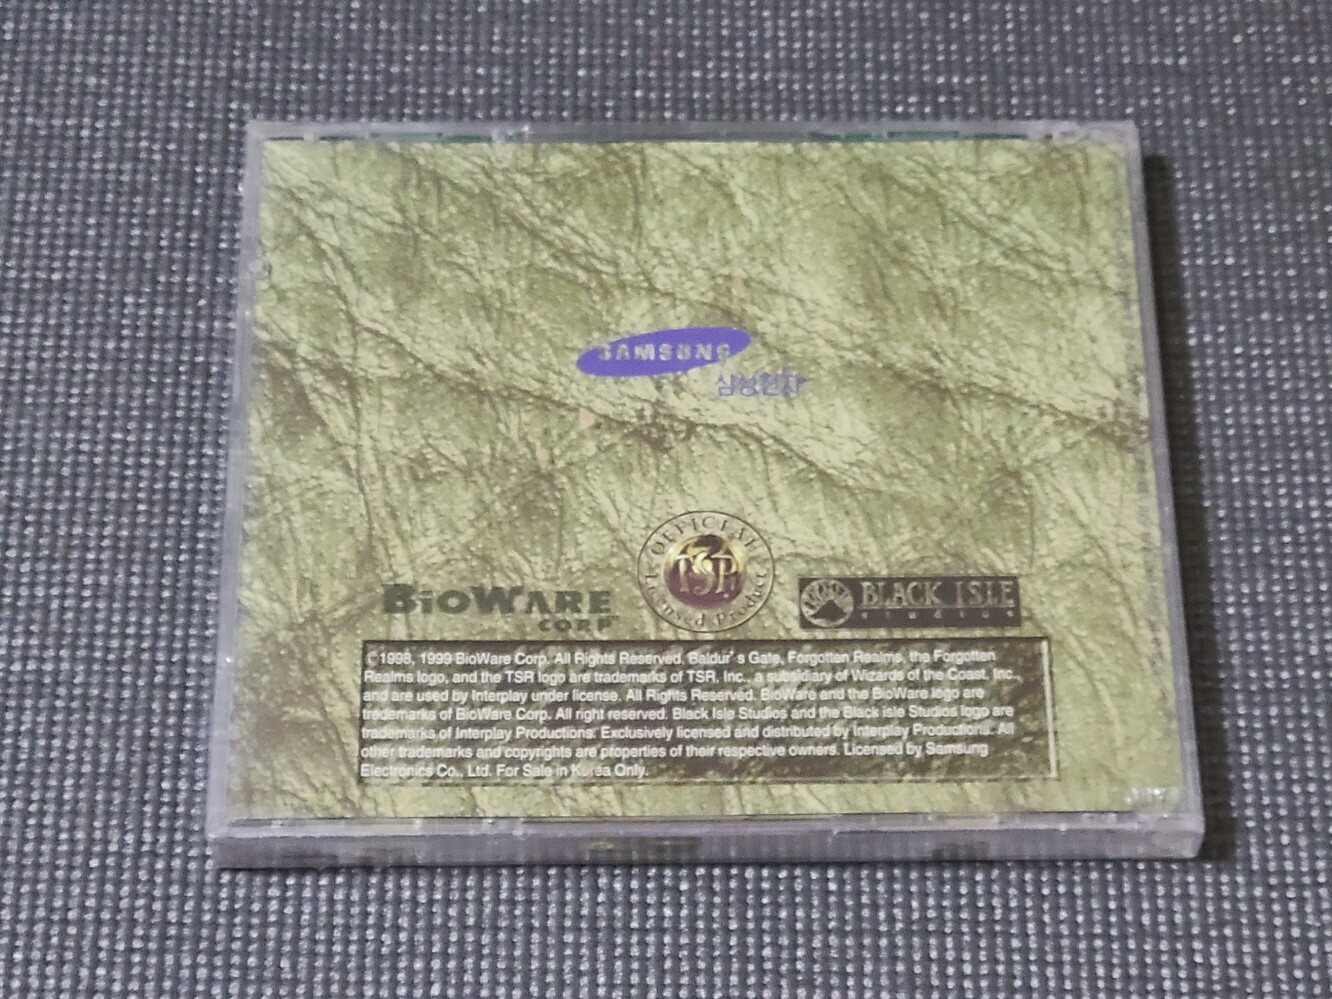 SAMSUNG
삼성전자
OFFICIAL
TSR
Licensed Product
BIOWARE
CORP
BLACK ISLE
STUDIOS
©1998, 1999 BioWare Corp. All Rights Reserved. Baldur's Gate, Forgotten Realms, the Forgotten
Realms logo, and the TSR logo are trademarks of TSR, Inc., a subsidiary of Wizards of the Coast, Inc.,
and are used by Interplay under license. All Rights Reserved. BioWare and the BioWare logo are
trademarks of BioWare Corp. All right reserved. Black Isle Studios and the Black isle Studios logo are
trademarks of Interplay Productions. Exclusively licensed and distributed by Interplay Productions. All
other trademarks and copyrights are properties of their respective owners. Licensed by Samsung
Electronics Co., Ltd. For Sale in Korea Only.